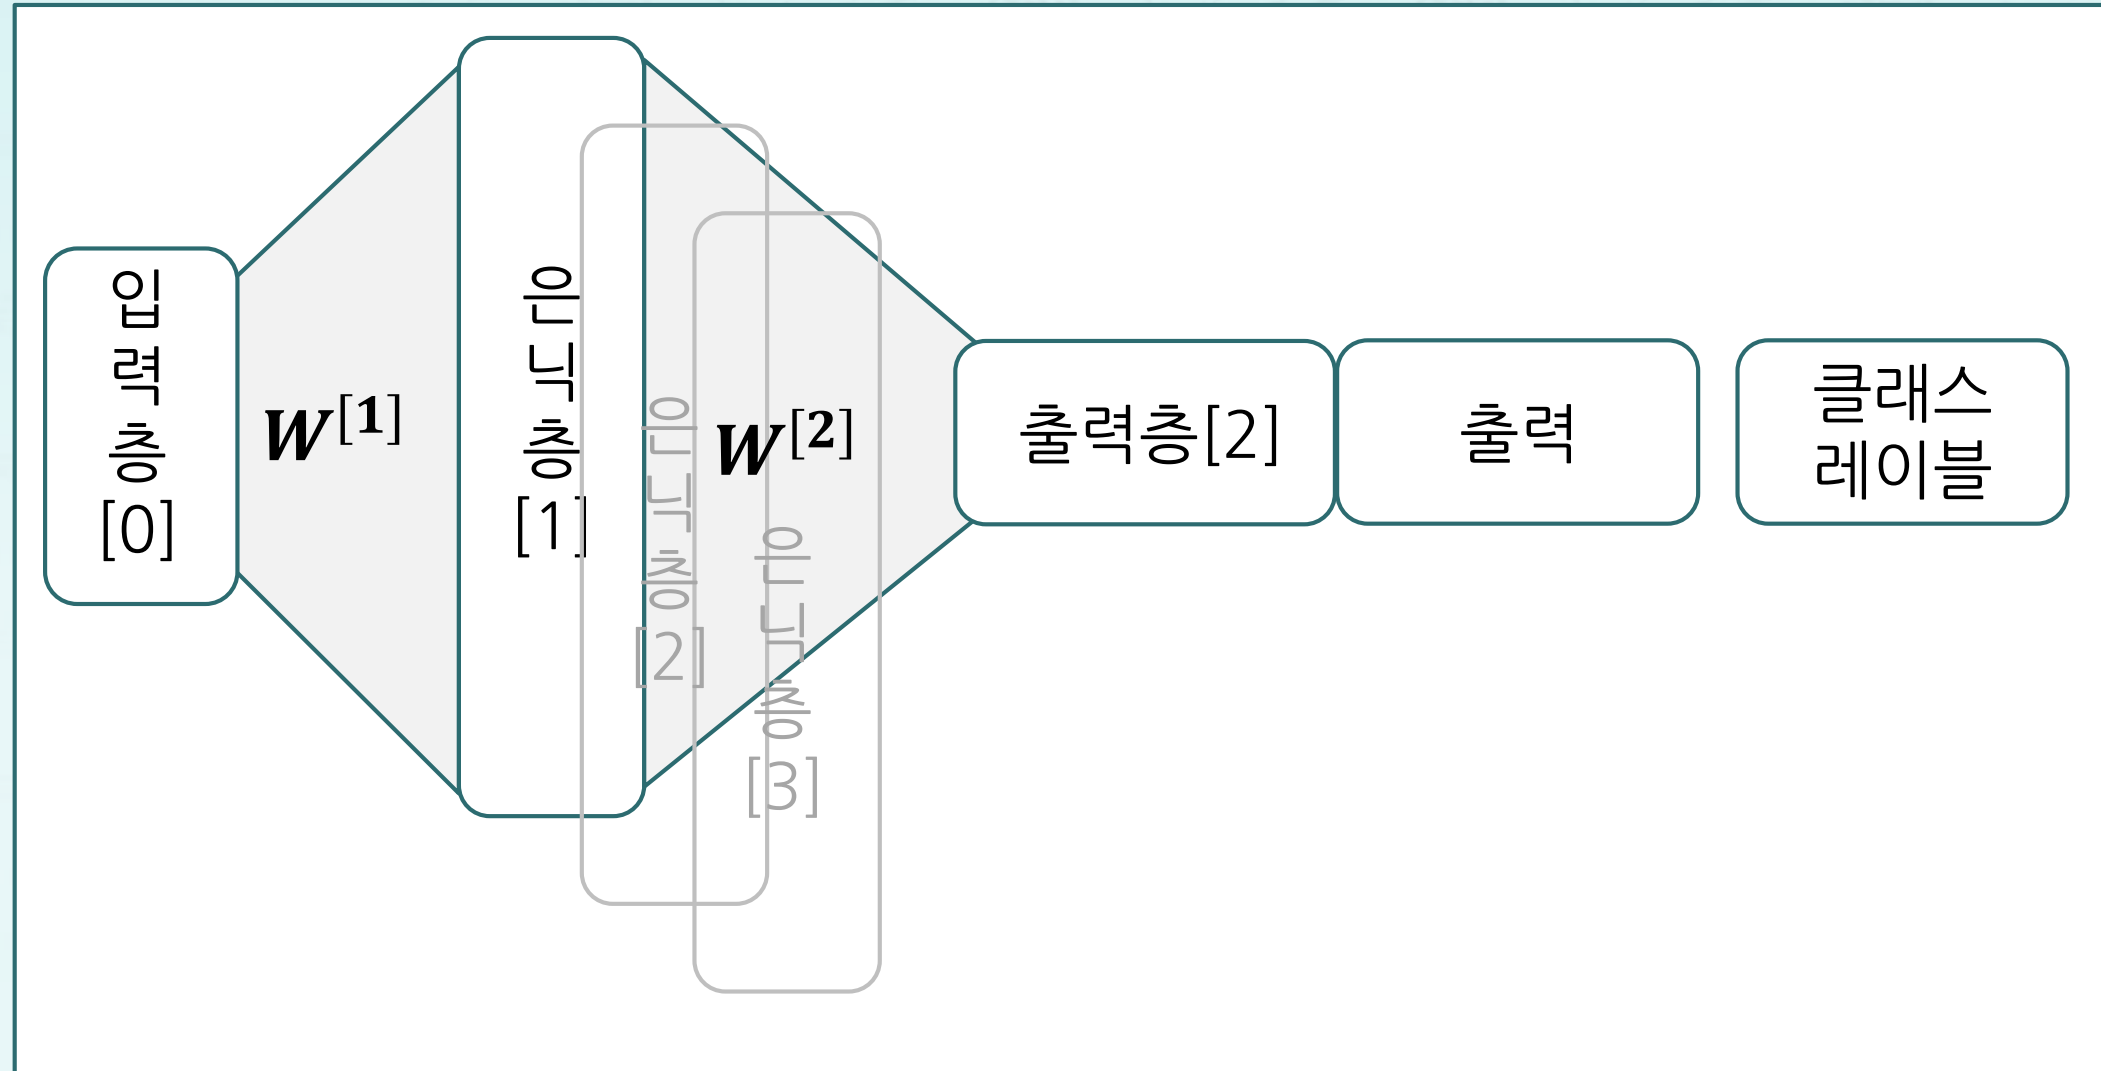 입
력
층
[0]
W[1]
은
닉
층
[1]
은
닉
층
[2]
W[2]
은
닉
층
[3]
출력층[2]
출력
클래스
레이블